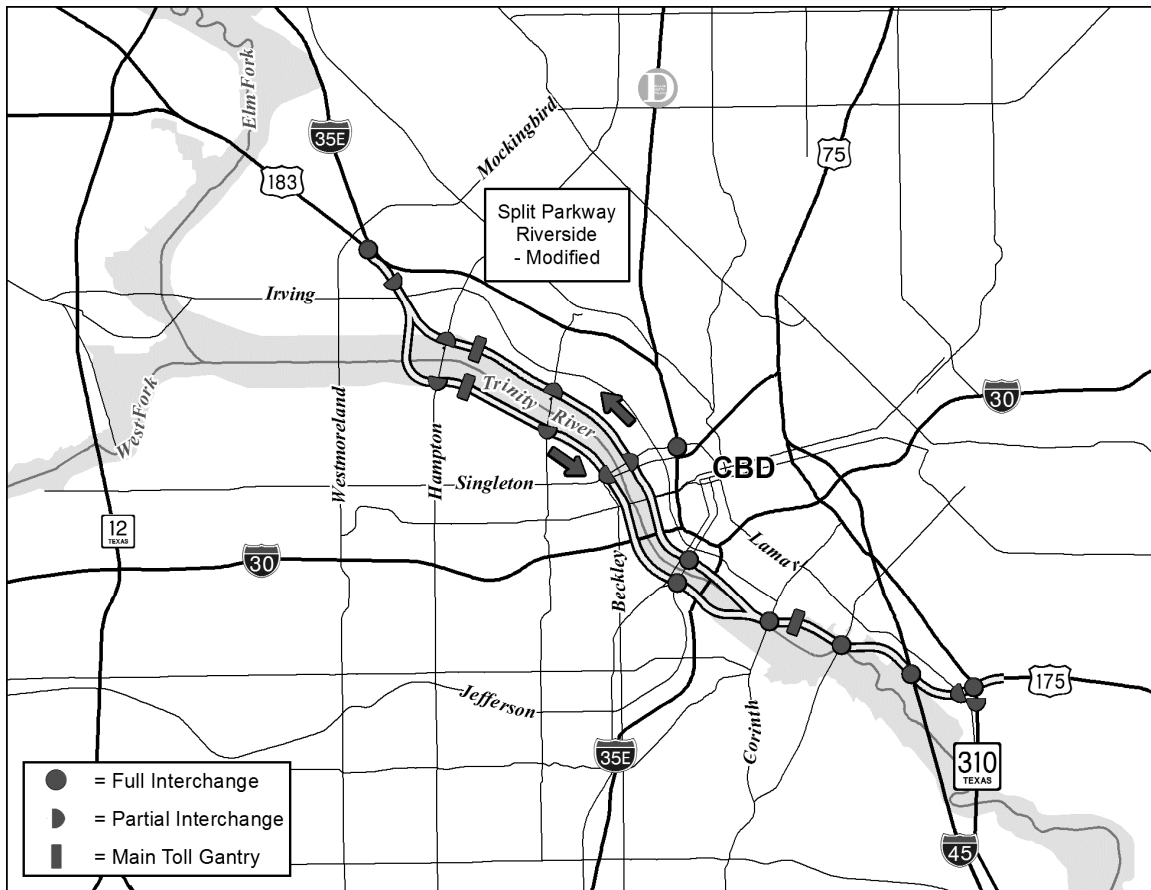 Elm Fork
35E
Mockingbird
183
75
Split Parkway
Riverside
- Modified
Irving
West Fork
Trinity River
30
Westmoreland
Hampton
Singleton
CBD
12
TEXAS
30
Beckley
Lamar
Jefferson
Corinth
175
35E
310
TEXAS
45
= Full Interchange
= Partial Interchange
= Main Toll Gantry
D